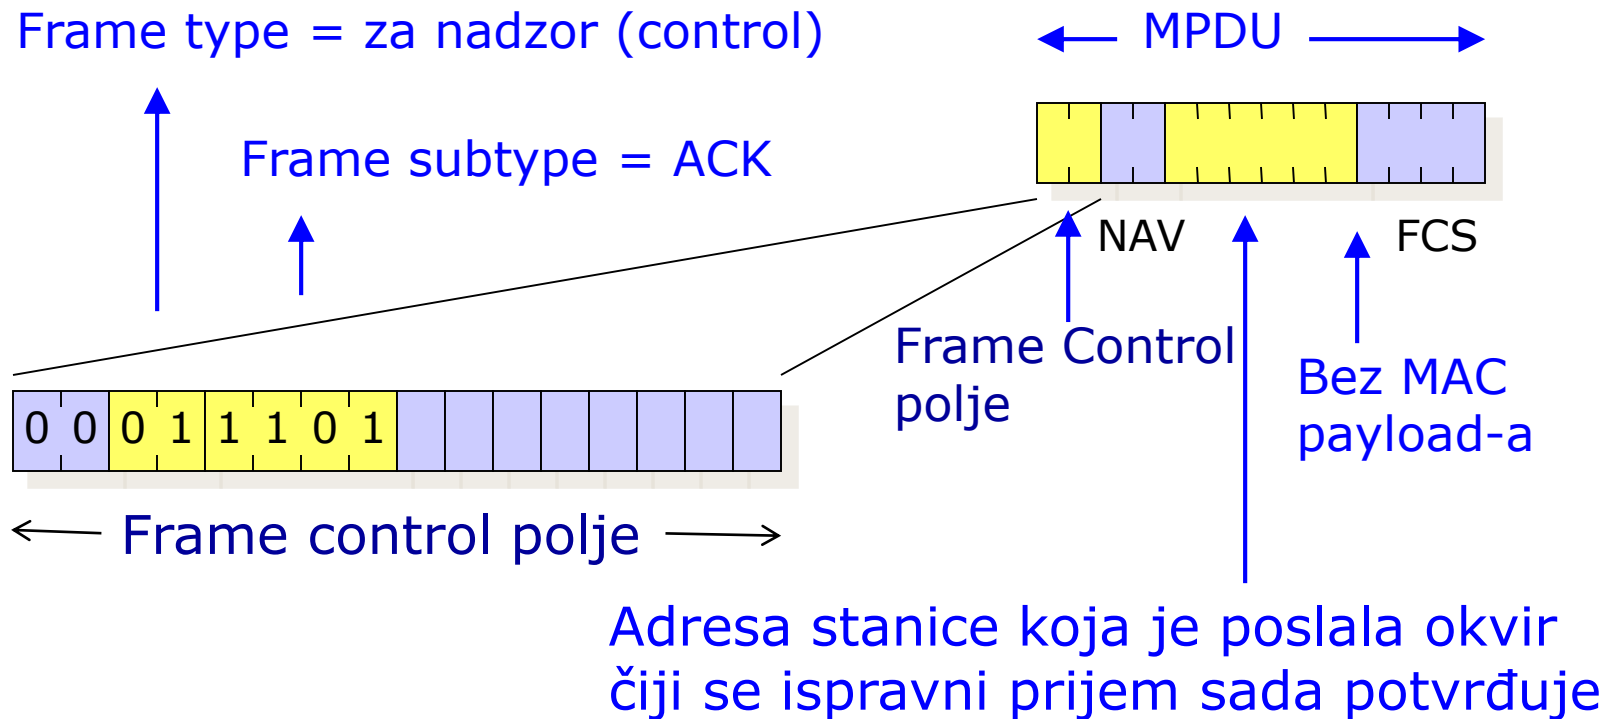 Frame type = za nadzor (control)
MPDU
Frame subtype = ACK
NAV
FCS
Frame Control
polje
Bez MAC
payload-a
0 0 0 1 1 1 0 1
Frame control polje
Adresa stanice koja je poslala okvir
čiji se ispravni prijem sada potvrđuje